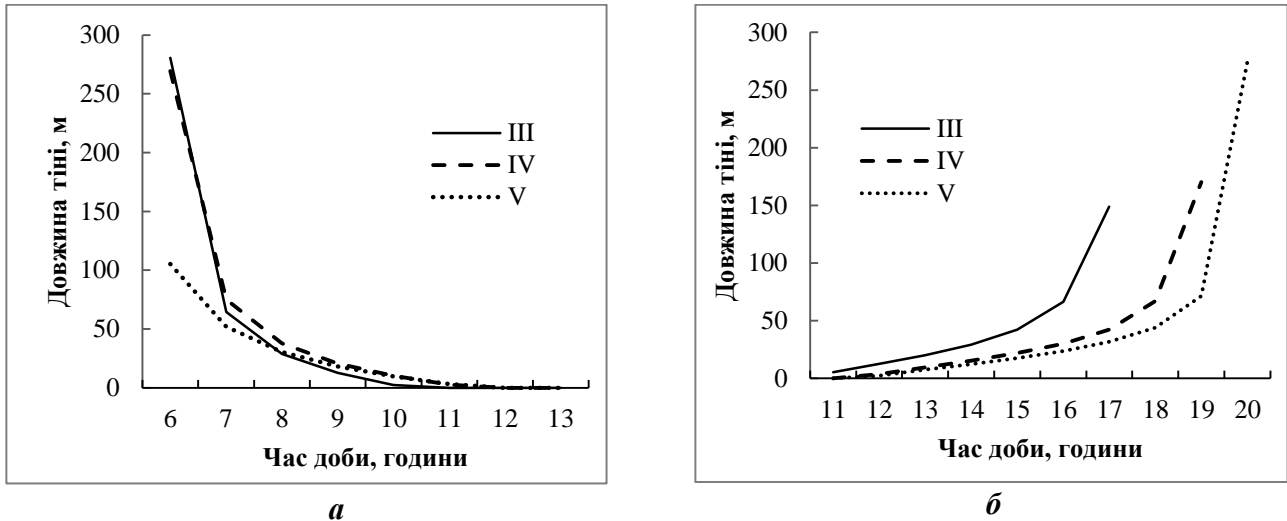 300
250
200
150
100
50
0
Довжина тіні, м
III
IV
V
6 7 8 9 10 11 12 13
Час доби, години
а
300
250
200
150
100
50
0
Довжина тіні, м
III
IV
V
11 12 13 14 15 16 17 18 19 20
Час доби, години
б